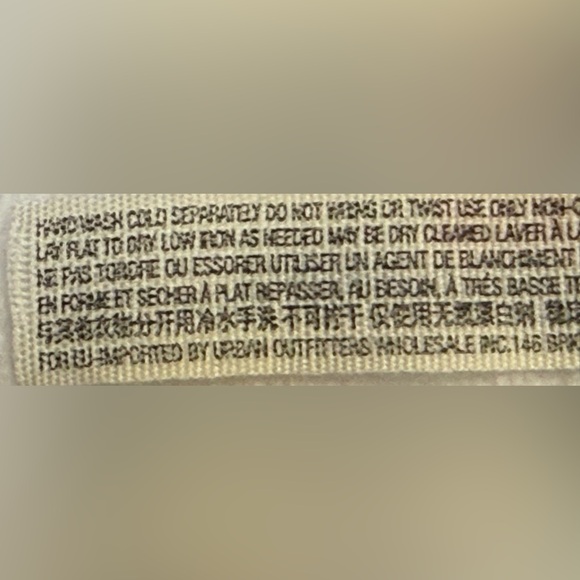 HAND WASH COLD SEPARATELY DO NOT WRING OR TWIST USE ONLY NON-C
LAY FLAT TO DRY LOW IRON AS NEEDED MAY BE DRY CLEANED LAVER À LA
NE PAS TORDRE OU ESSORER UTILISER UN AGENT DE BLANCHIMENT
EN FORME ET SECHER À PLAT REPASSER, AU BESOIN, À TRÈS BASSE TE
与其他衣物分开用冷水手洗 不可拧干 仅使用无氯漂白剂
FOR EU-IMPORTED BY URBAN OUTFITTERS WHOLESALE INC.146 BRIC